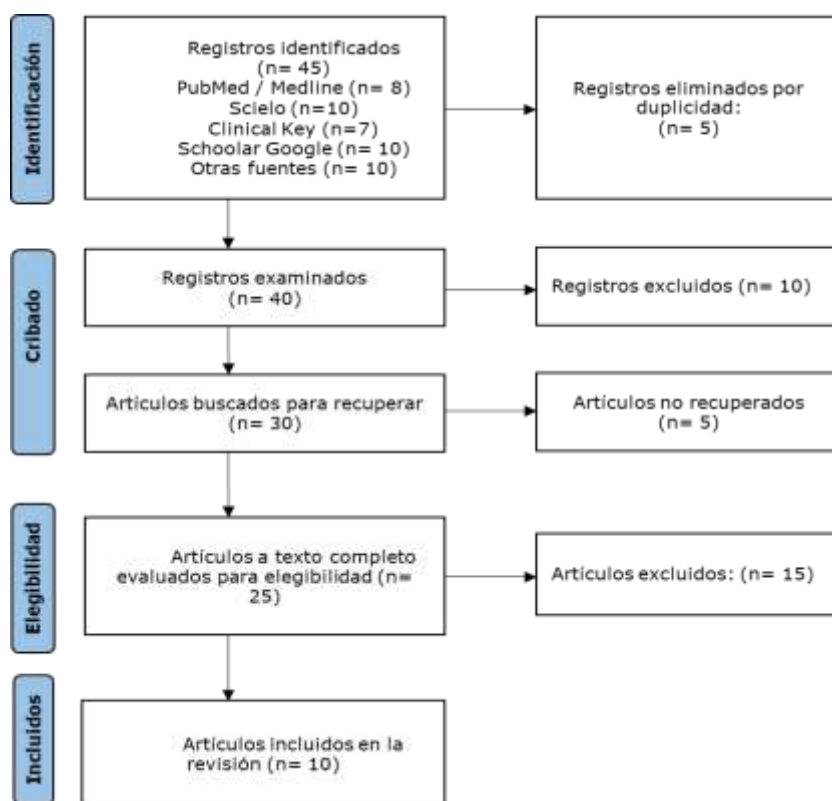 Identificación
Registros identificados
(n= 45)
PubMed / Medline (n= 8)
Scielo (n=10)
Clinical Key (n=7)
Schoolar Google (n= 10)
Otras fuentes (n= 10)
Registros eliminados por
duplicidad:
(n= 5)
Cribado
Registros examinados
(n= 40)
Registros excluidos (n= 10)
Artículos buscados para recuperar
(n= 30)
Artículos no recuperados
(n= 5)
Elegibilidad
Artículos a texto completo
evaluados para elegibilidad (n=
25)
Artículos excluidos: (n= 15)
Incluidos
Artículos incluidos en la
revisión (n= 10)